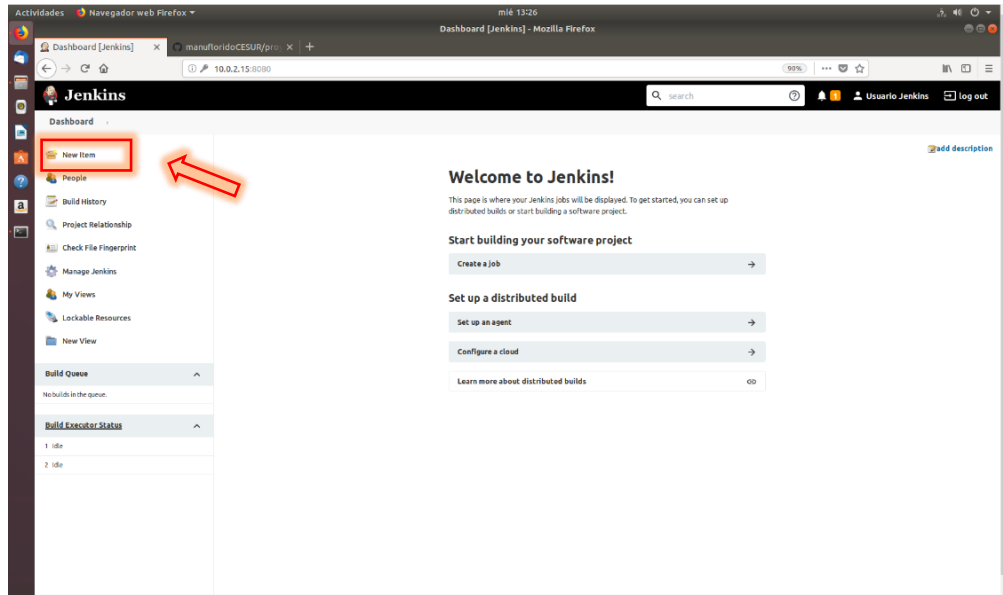 Actividades Navegador web Firefox mié 13:26
Dashboard [Jenkins] - Mozilla Firefox
Dashboard [Jenkins] manufloridoCESUR/pro
10.0.2.15:8080 90%
Jenkins search 1 Usuario Jenkins log out
Dashboard
add description
New Item
People
Build History
Project Relationship
Check File Fingerprint
Manage Jenkins
My Views
Lockable Resources
New View
Build Queue
No builds in the queue.
Build Executor Status
1 Idle
2 Idle
Welcome to Jenkins!
This page is where your Jenkins jobs will be displayed. To get started, you can set up
distributed builds or start building a software project.
Start building your software project
Create a job
Set up a distributed build
Set up an agent
Configure a cloud
Learn more about distributed builds